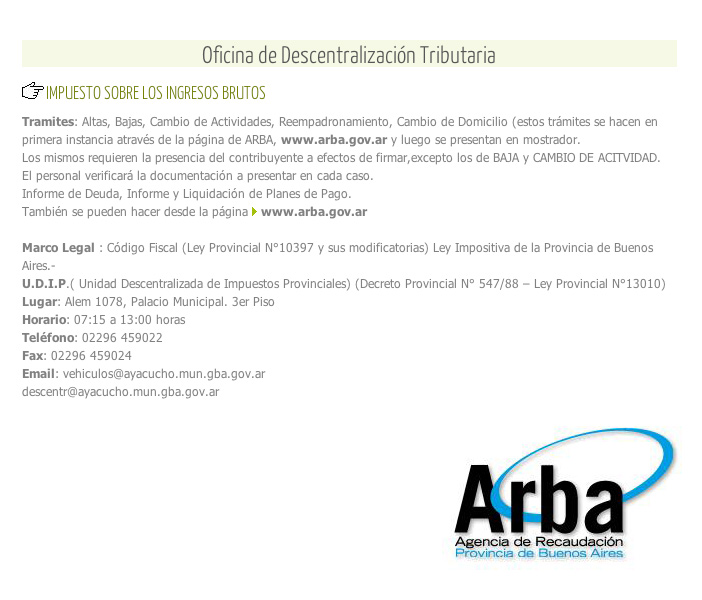 Oficina de Descentralización Tributaria
IMPUESTO SOBRE LOS INGRESOS BRUTOS
Tramites: Altas, Bajas, Cambio de Actividades, Reempadronamiento, Cambio de Domicilio (estos trámites se hacen en
primera instancia através de la página de ARBA, www.arba.gov.ar y luego se presentan en mostrador.
Los mismos requieren la presencia del contribuyente a efectos de firmar,excepto los de BAJA y CAMBIO DE ACITVIDAD.
El personal verificará la documentación a presentar en cada caso.
Informe de Deuda, Informe y Liquidación de Planes de Pago.
También se pueden hacer desde la página www.arba.gov.ar
Marco Legal : Código Fiscal (Ley Provincial N°10397 y sus modificatorias) Ley Impositiva de la Provincia de Buenos
Aires.-
U.D.I.P.( Unidad Descentralizada de Impuestos Provinciales) (Decreto Provincial N° 547/88 – Ley Provincial N°13010)
Lugar: Alem 1078, Palacio Municipal. 3er Piso
Horario: 07:15 a 13:00 horas
Teléfono: 02296 459022
Fax: 02296 459024
Email: vehiculos@ayacucho.mun.gba.gov.ar
descentr@ayacucho.mun.gba.gov.ar
Arba
Agencia de Recaudación
Provincia de Buenos Aires